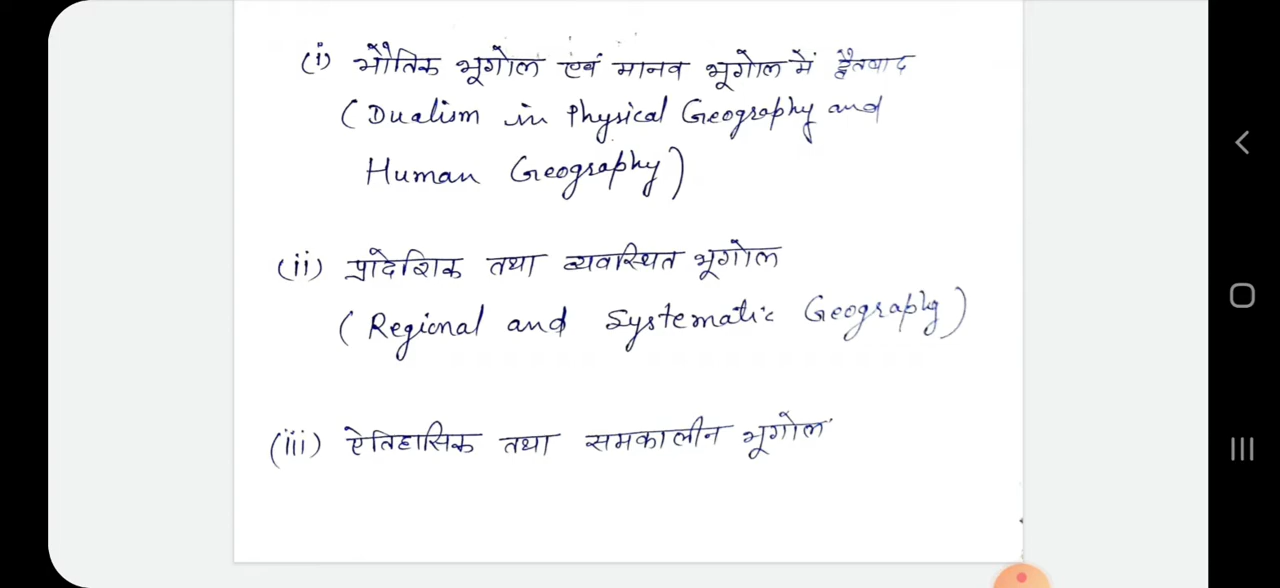 (i) भौतिक भूगोल एंव मानव भूगोल में द्वैतवाद
(Dualism in Physical Geography and
Human Geography)
(ii) प्रादेशिक तथा व्यवस्थित भूगोल
(Regional and Systematic Geography)
(iii) ऐतिहासिक तथा समकालीन भूगोल